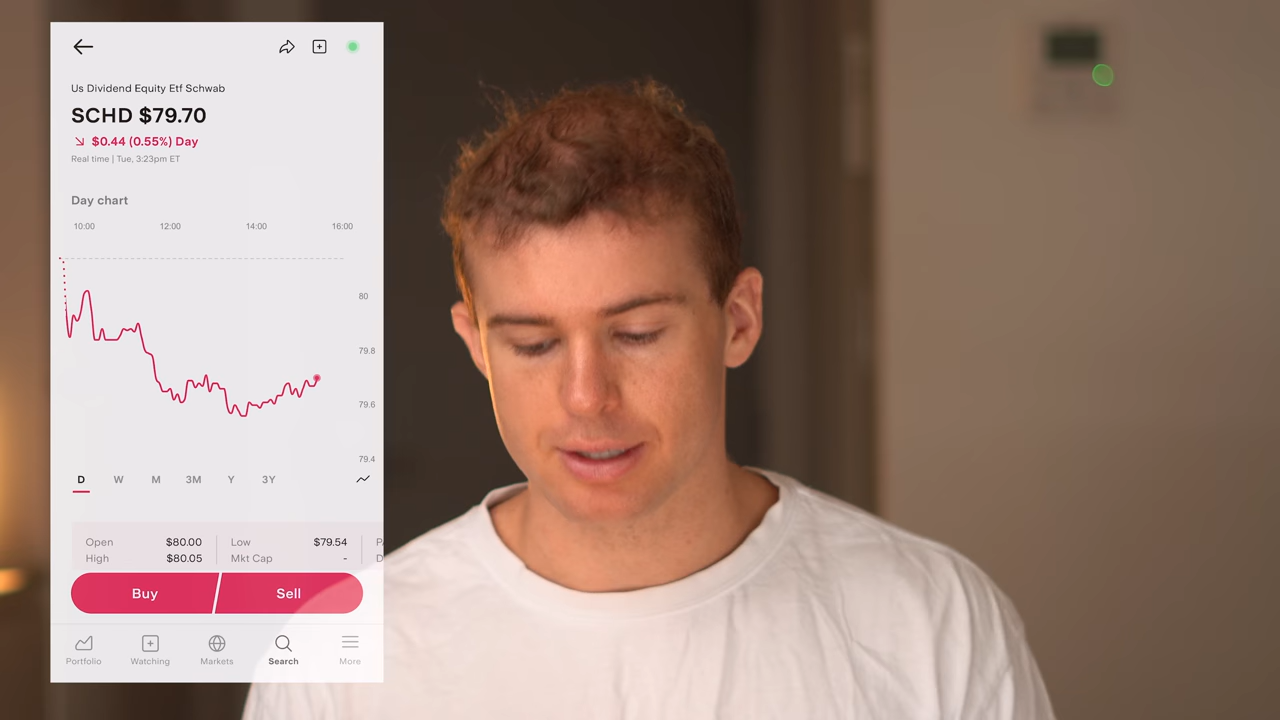 Us Dividend Equity Etf Schwab
SCHD $79.70
$0.44 (0.55%) Day
Real time | Tue, 3:23pm ET
Day chart
10:00 12:00 14:00 16:00
80
79.8
79.6
79.4
D W M 3M Y 3Y
Open $80.00 Low $79.54
High $80.05 Mkt Cap -
Buy Sell
Portfolio Watching Markets Search More